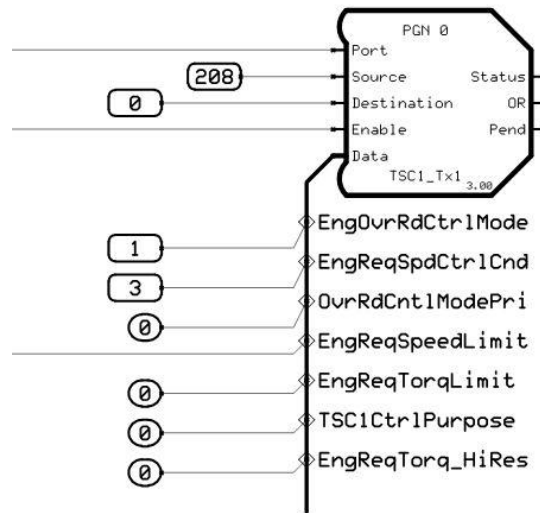 PGN 0
Port
208 Source Status
0 Destination OR
Enable Pend
Data
TSC1_Tx1 3.00
EngOvrRdCtrlMode
1
EngReqSpdCtrlCnd
3
OvrRdCntlModePri
0
EngReqSpeedLimit
EngReqTorqLimit
0
TSC1CtrlPurpose
0
EngReqTorq_HiRes
0